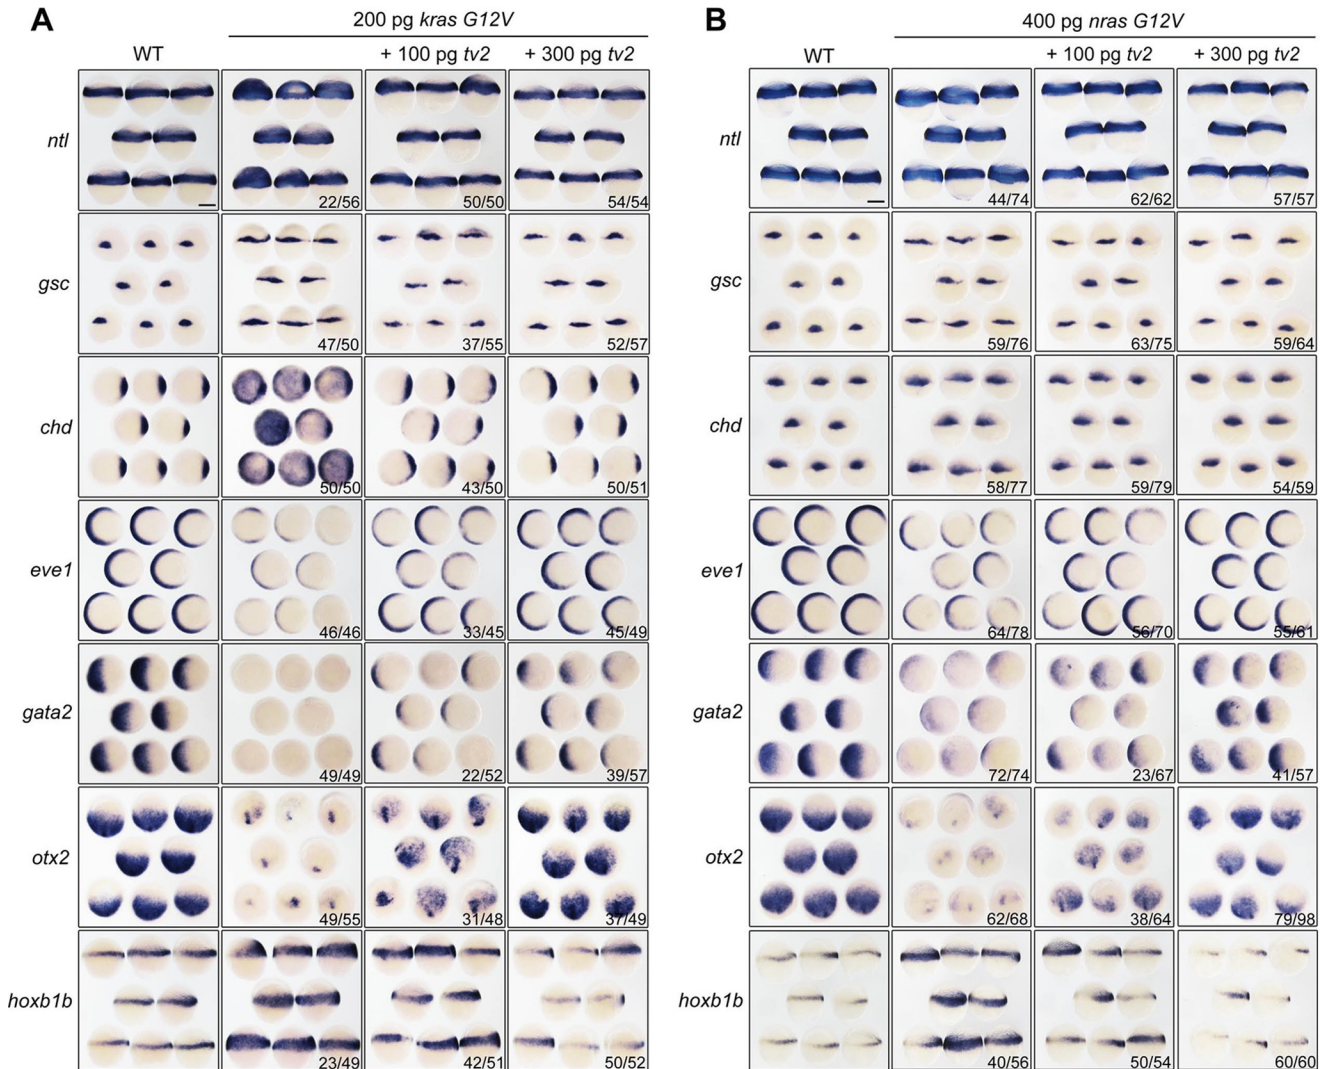 A
200 pg kras G12V
WT
+ 100 pg tv2
+ 300 pg tv2
ntl
22/56
50/50
54/54
gsc
47/50
37/55
52/57
chd
50/50
43/50
50/51
eve1
46/46
33/45
45/49
gata2
49/49
22/52
39/57
otx2
49/55
31/48
37/49
hoxb1b
23/49
42/51
50/52
B
400 pg nras G12V
WT
+ 100 pg tv2
+ 300 pg tv2
ntl
44/74
62/62
57/57
gsc
59/76
63/75
59/64
chd
58/77
59/79
54/59
eve1
64/78
56/70
55/61
gata2
72/74
23/67
41/57
otx2
62/68
38/64
79/98
hoxb1b
40/56
50/54
60/60